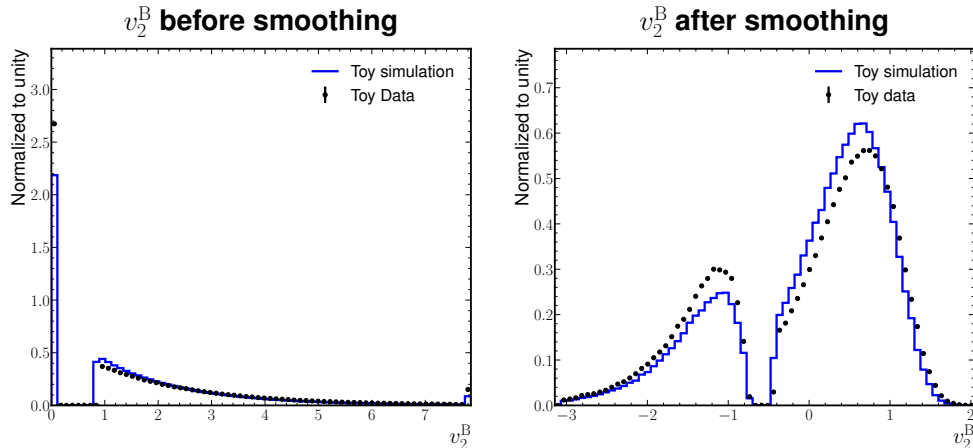 v₂ᴮ before smoothing
Normalized to unity
3.0
2.5
2.0
1.5
1.0
0.5
0.0
0 1 2 3 4 5 6 7
v₂ᴮ
Toy simulation
Toy Data
v₂ᴮ after smoothing
Normalized to unity
0.7
0.6
0.5
0.4
0.3
0.2
0.1
0.0
−3 −2 −1 0 1 2
v₂ᴮ
Toy simulation
Toy data